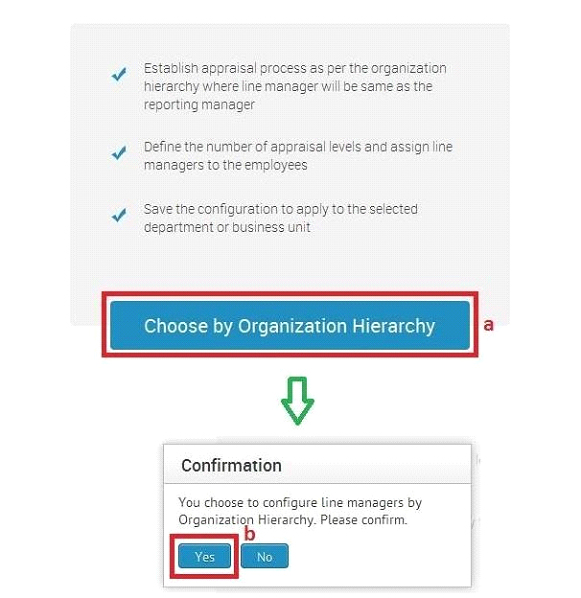 Establish appraisal process as per the organization
hierarchy where line manager will be same as the
reporting manager
Define the number of appraisal levels and assign line
managers to the employees
Save the configuration to apply to the selected
department or business unit
Choose by Organization Hierarchy
a
Confirmation
You choose to configure line managers by
Organization Hierarchy. Please confirm.
b
Yes
No